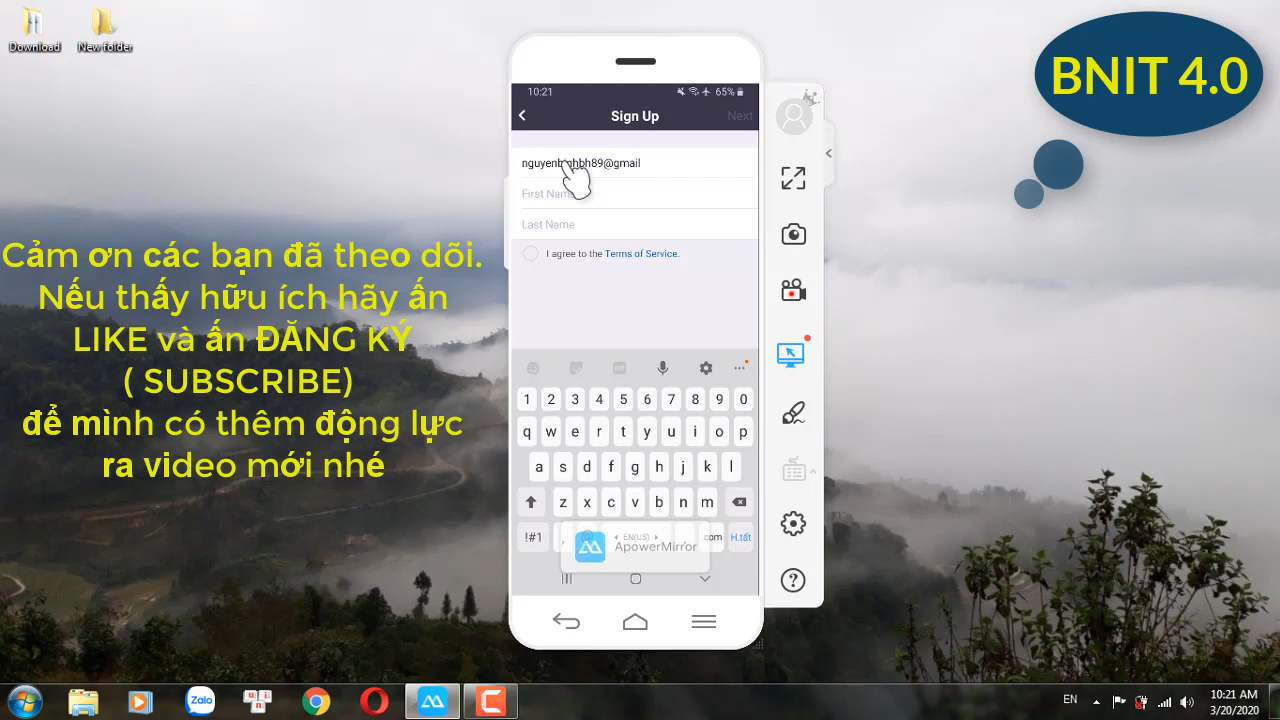 Download
New folder
BNIT 4.0
10:21
65%
Sign Up
Next
@gmail
First Name
Last Name
I agree to the Terms of Service.
Cảm ơn các bạn đã theo dõi.
Nếu thấy hữu ích hãy ấn
LIKE và ấn ĐĂNG KÝ
( SUBSCRIBE)
để mình có thêm động lực
ra video mới nhé
1 2 3 4 5 6 7 8 9 0
q w e r t y u i o p
a s d f g h j k l
z x c v b n m
!#1 , EN(US) . .com H.tất
ApowerMirror
Zalo
EN
10:21 AM
3/20/2020